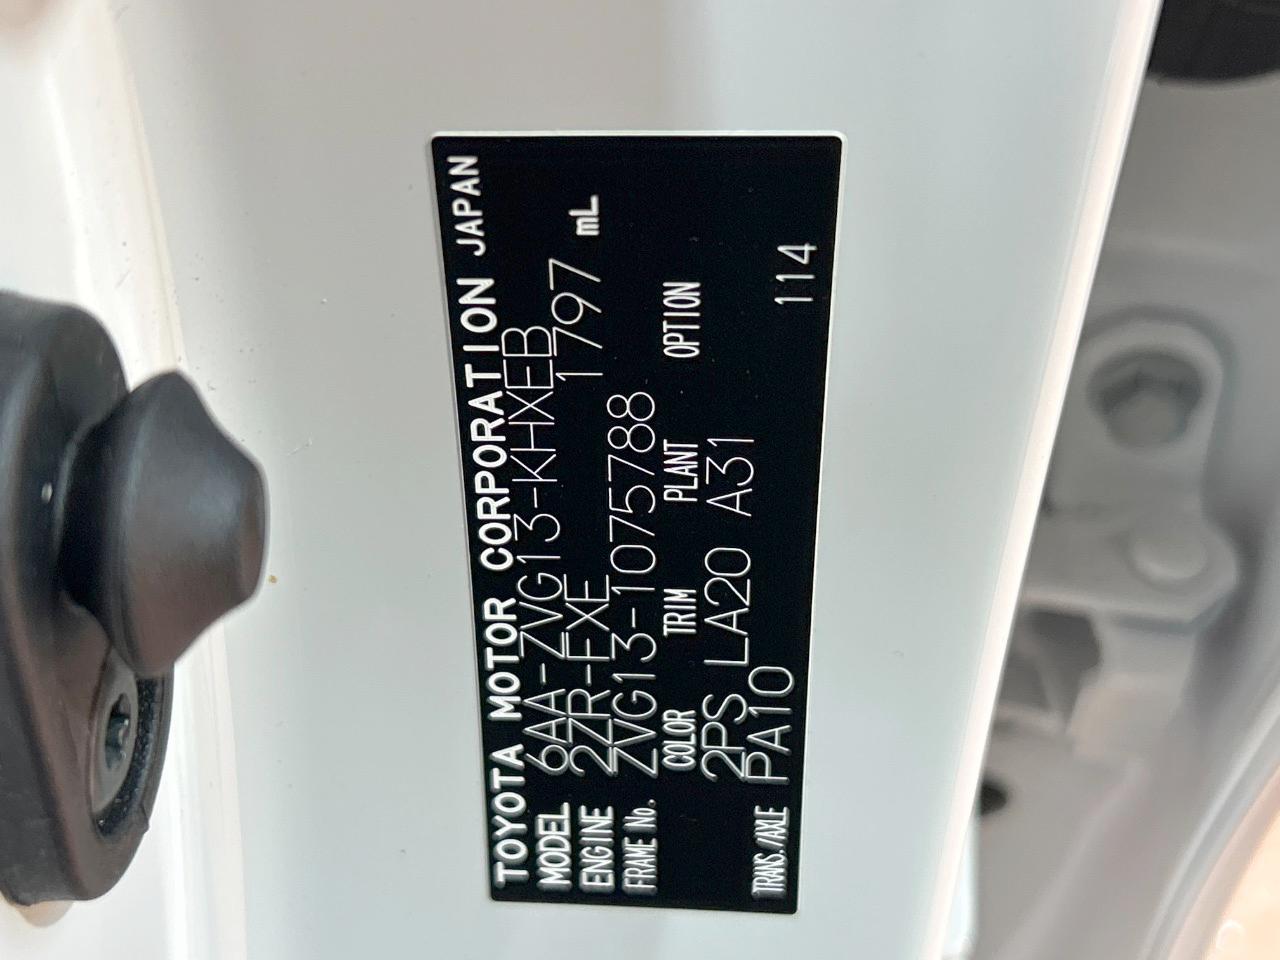 TOYOTA MOTOR CORPORATION JAPAN
MODEL 6AA-ZVG13-KHXEB
ENGINE 2ZR-FXE 1797 mL
FRAME No. ZVG13-1075788
COLOR TRIM PLANT OPTION
2PS LA20 A31
TRANS./AXLE PA10 114